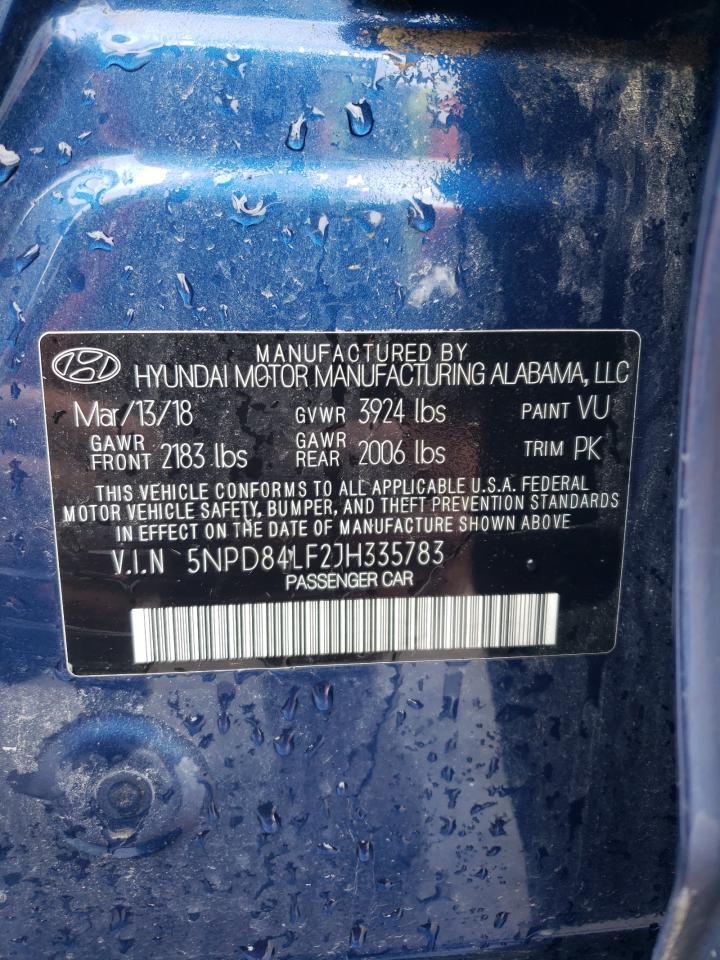 MANUFACTURED BY
HYUNDAI MOTOR MANUFACTURING ALABAMA, LLC
Mar/13/18 GVWR 3924 lbs PAINT VU
GAWR FRONT 2183 lbs GAWR REAR 2006 lbs TRIM PK
THIS VEHICLE CONFORMS TO ALL APPLICABLE U.S.A. FEDERAL
MOTOR VEHICLE SAFETY, BUMPER, AND THEFT PREVENTION STANDARDS
IN EFFECT ON THE DATE OF MANUFACTURE SHOWN ABOVE
V.I.N 5NPD84LF2JH335783
PASSENGER CAR